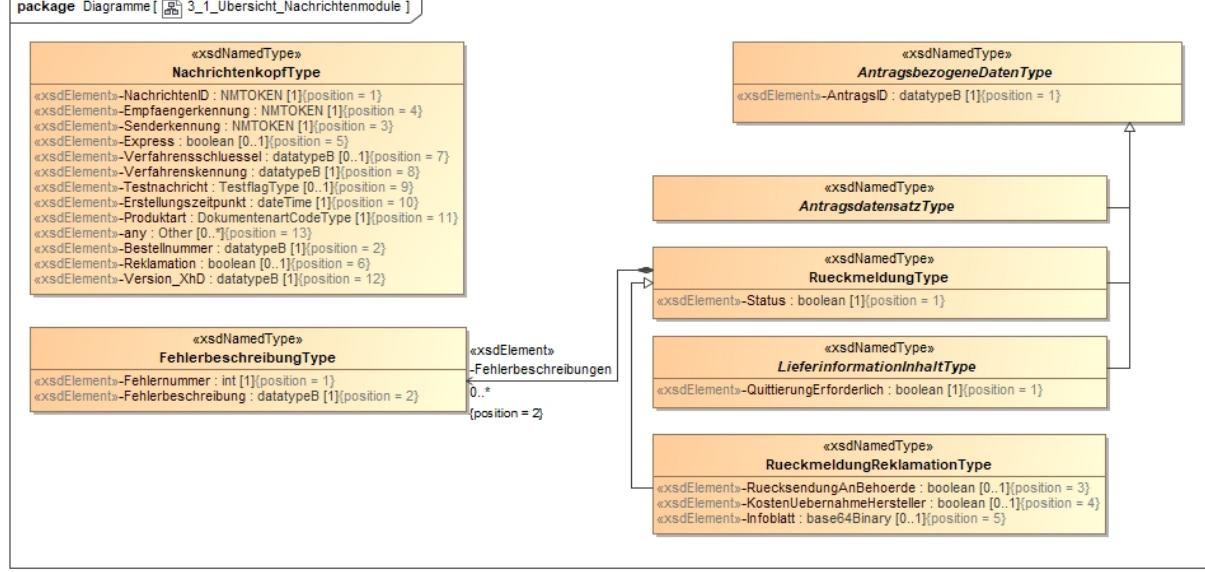 package Diagramme[ 3_1_Übersicht_Nachrichtenmodule ]
«xsdNamedType»
NachrichtenkopfType
«xsdElement»-NachrichtenID : NMTOKEN [1]{position = 1}
«xsdElement»-Empfaengerkennung : NMTOKEN [1]{position = 4}
«xsdElement»-Senderkennung : NMTOKEN [1]{position = 3}
«xsdElement»-Express : boolean [0..1]{position = 5}
«xsdElement»-Verfahrensschluessel : datatypeB [0..1]{position = 7}
«xsdElement»-Verfahrenskennung : datatypeB [1]{position = 8}
«xsdElement»-Testnachricht : TestflagType [0..1]{position = 9}
«xsdElement»-Erstellungszeitpunkt : dateTime [1]{position = 10}
«xsdElement»-Produktart : DokumentenartCodeType [1]{position = 11}
«xsdElement»-any : Other [0..*]{position = 13}
«xsdElement»-Bestellnummer : datatypeB [1]{position = 2}
«xsdElement»-Reklamation : boolean [0..1]{position = 6}
«xsdElement»-Version_XhD : datatypeB [1]{position = 12}
«xsdNamedType»
FehlerbeschreibungType
«xsdElement»-Fehlernummer : int [1]{position = 1}
«xsdElement»-Fehlerbeschreibung : datatypeB [1]{position = 2}
«xsdElement»
-Fehlerbeschreibungen
0..*
{position = 2}
«xsdNamedType»
AntragsbezogeneDatenType
«xsdElement»-AntragsID : datatypeB [1]{position = 1}
«xsdNamedType»
AntragsdatensatzType
«xsdNamedType»
RueckmeldungType
«xsdElement»-Status : boolean [1]{position = 1}
«xsdNamedType»
LieferinformationInhaltType
«xsdElement»-QuittierungErforderlich : boolean [1]{position = 1}
«xsdNamedType»
RueckmeldungReklamationType
«xsdElement»-RuecksendungAnBehoerde : boolean [0..1]{position = 3}
«xsdElement»-KostenUebernahmeHersteller : boolean [0..1]{position = 4}
«xsdElement»-Infoblatt : base64Binary [0..1]{position = 5}